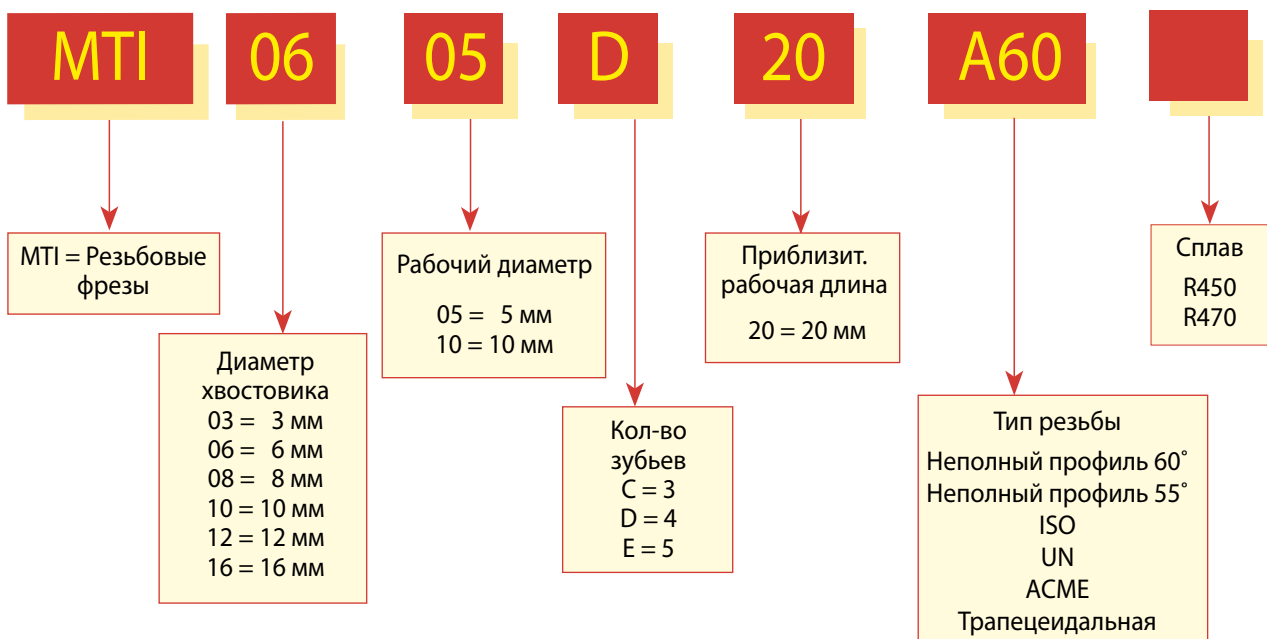 MTI 06 05 D 20 A60
MTI = Резьбовые
фрезы
Диаметр
хвостовика
03 = 3 мм
06 = 6 мм
08 = 8 мм
10 = 10 мм
12 = 12 мм
16 = 16 мм
Рабочий диаметр
05 = 5 мм
10 = 10 мм
Кол-во
зубьев
C = 3
D = 4
E = 5
Приблизит.
рабочая длина
20 = 20 мм
Тип резьбы
Неполный профиль 60˚
Неполный профиль 55˚
ISO
UN
ACME
Трапецеидальная
Сплав
R450
R470